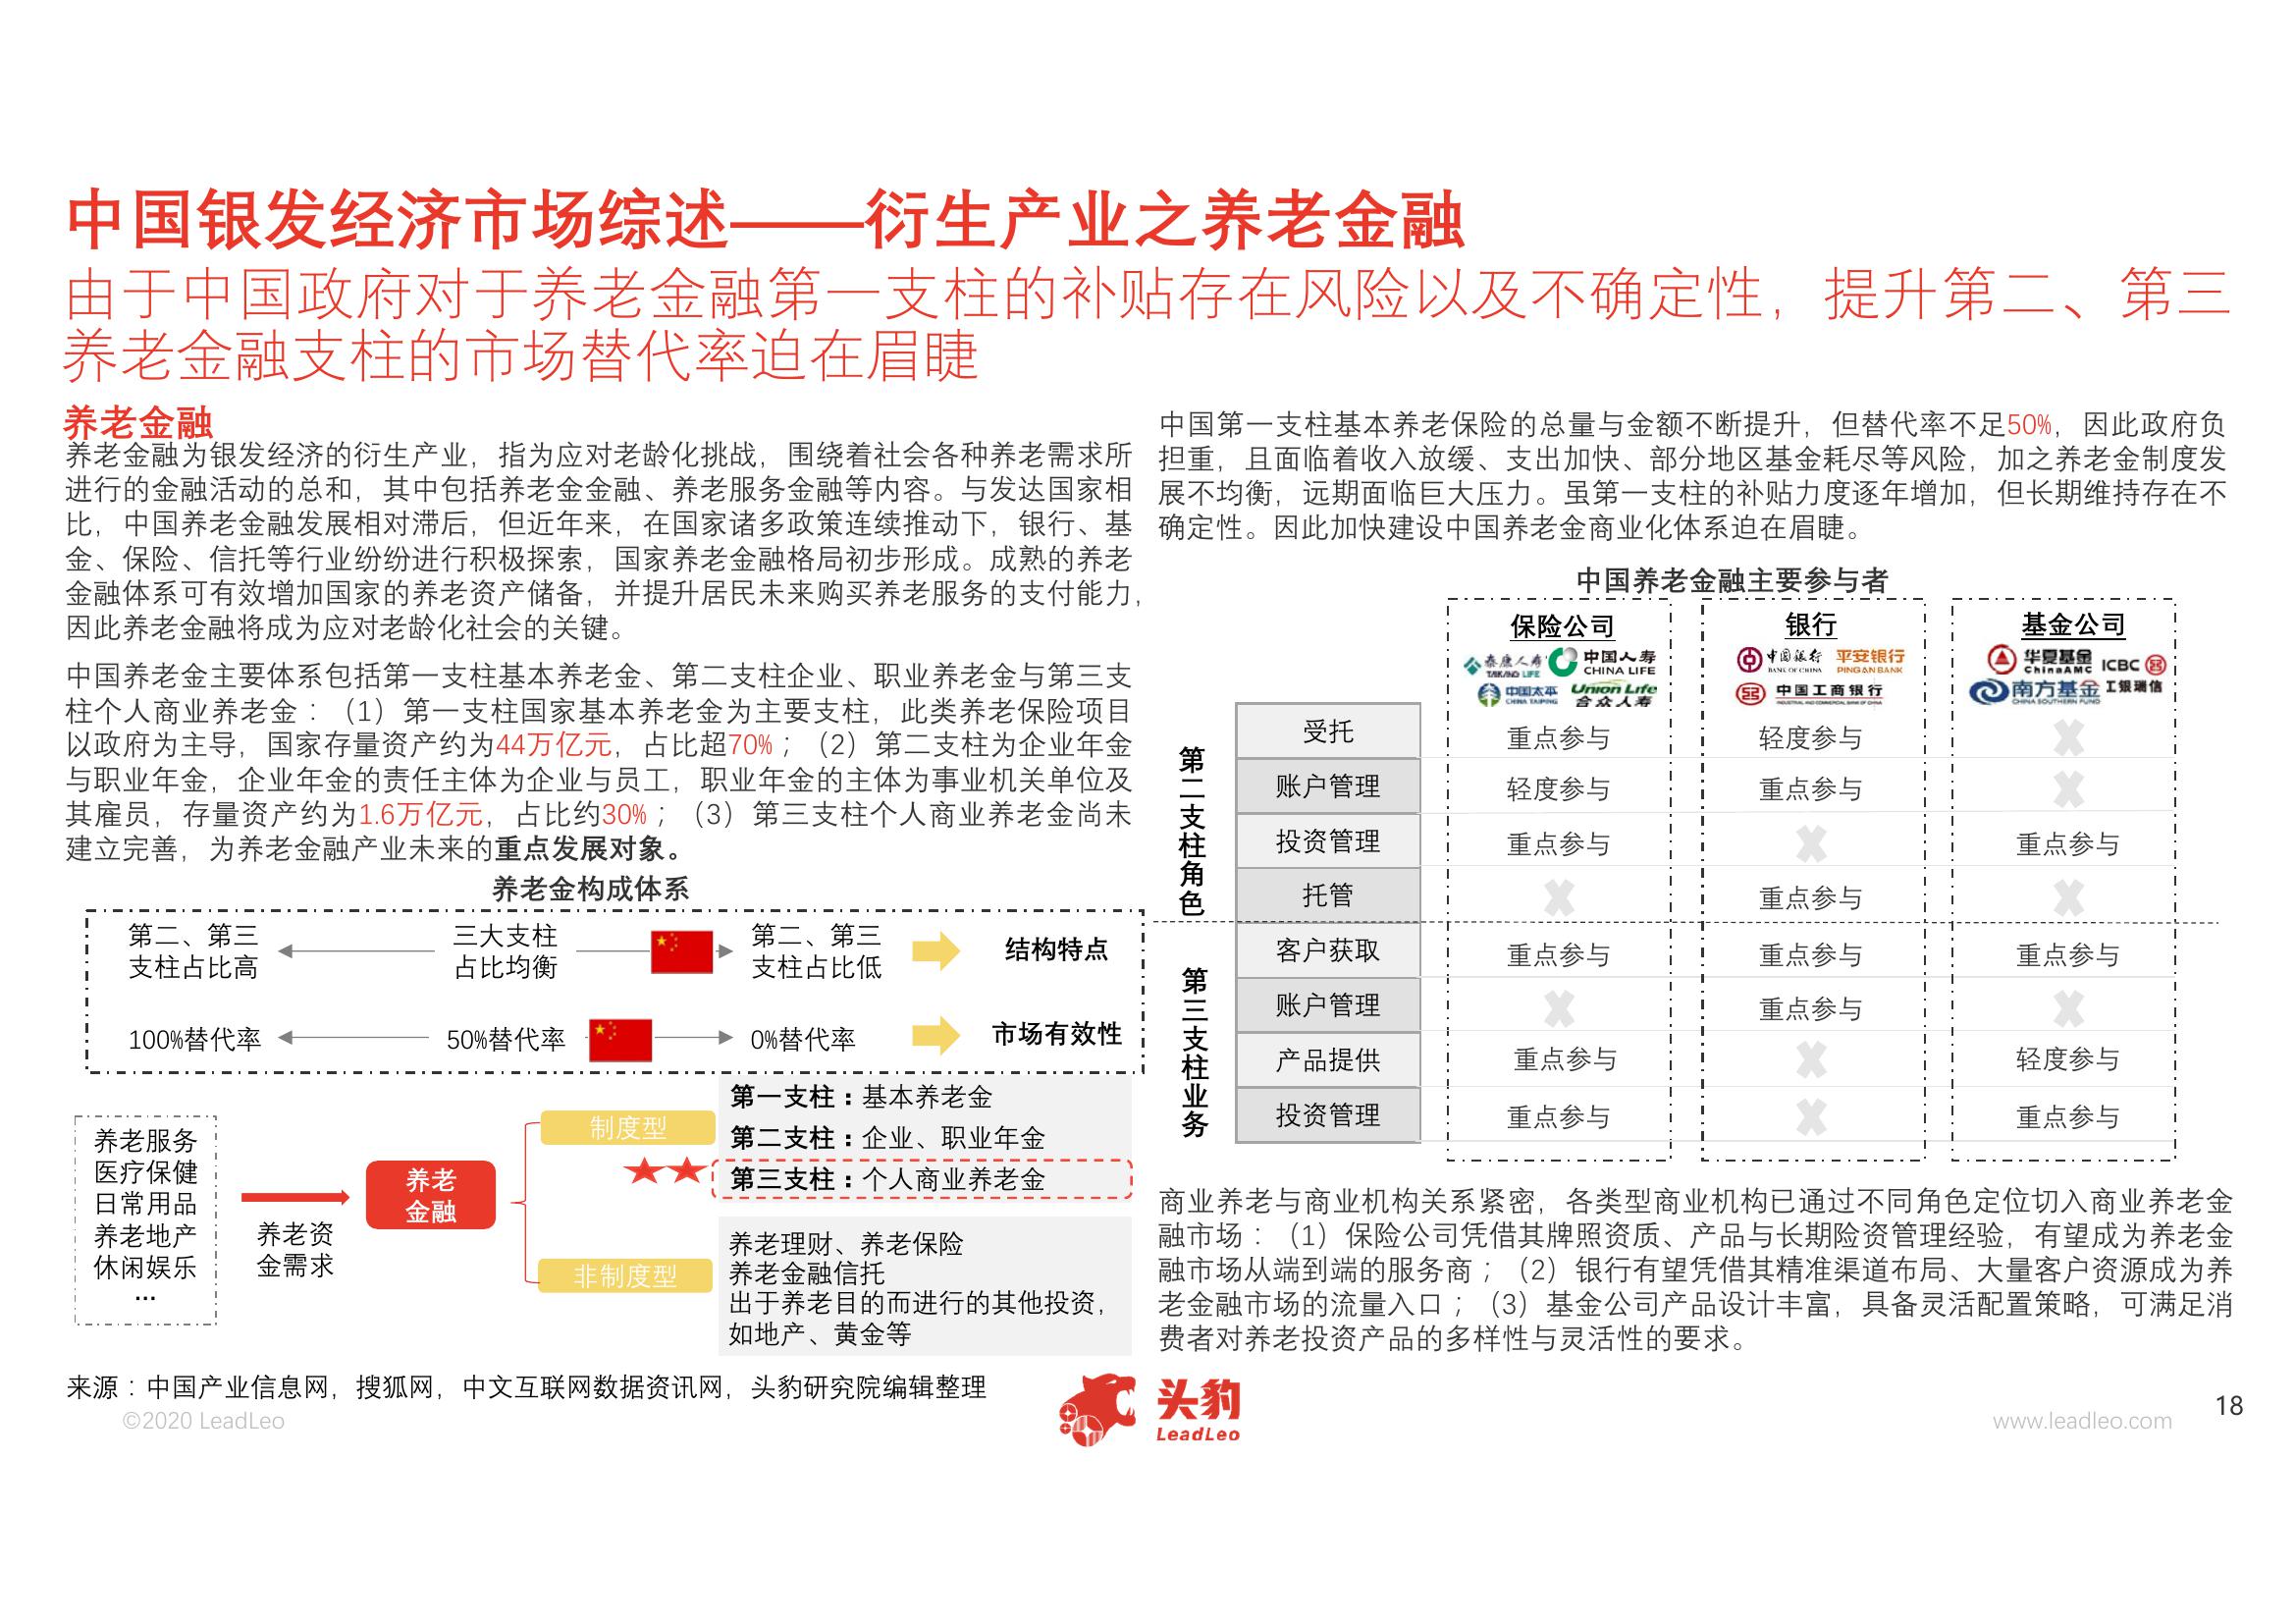 中国银发经济市场综述——衍生产业之养老金融
由于中国政府对于养老金融第一支柱的补贴存在风险以及不确定性，提升第二、第三
养老金融支柱的市场替代率迫在眉睫
养老金融
养老金融为银发经济的衍生产业，指为应对老龄化挑战，围绕着社会各种养老需求所
进行的金融活动的总和，其中包括养老金金融、养老服务金融等内容。与发达国家相
比，中国养老金融发展相对滞后，但近年来，在国家诸多政策连续推动下，银行、基
金、保险、信托等行业纷纷进行积极探索，国家养老金融格局初步形成。成熟的养老
金融体系可有效增加国家的养老资产储备，并提升居民未来购买养老服务的支付能力，
因此养老金融将成为应对老龄化社会的关键。
中国养老金主要体系包括第一支柱基本养老金、第二支柱企业、职业养老金与第三支
柱个人商业养老金：（1）第一支柱国家基本养老金为主要支柱，此类养老保险项目
以政府为主导，国家存量资产约为44万亿元，占比超70%；（2）第二支柱为企业年金
与职业年金，企业年金的责任主体为企业与员工，职业年金的主体为事业机关单位及
其雇员，存量资产约为1.6万亿元，占比约30%；（3）第三支柱个人商业养老金尚未
建立完善，为养老金融产业未来的重点发展对象。
养老金构成体系
第二、第三
支柱占比高
三大支柱
占比均衡
第二、第三
支柱占比低
结构特点
100%替代率
50%替代率
0%替代率
市场有效性
养老服务
医疗保健
日常用品
养老地产
休闲娱乐
...
养老资
金需求
养老
金融
制度型
第一支柱：基本养老金
第二支柱：企业、职业年金
第三支柱：个人商业养老金
非制度型
养老理财、养老保险
养老金融信托
出于养老目的而进行的其他投资，
如地产、黄金等
中国第一支柱基本养老保险的总量与金额不断提升，但替代率不足50%，因此政府负
担重，且面临着收入放缓、支出加快、部分地区基金耗尽等风险，加之养老金制度发
展不均衡，远期面临巨大压力。虽第一支柱的补贴力度逐年增加，但长期维持存在不
确定性。因此加快建设中国养老金商业化体系迫在眉睫。
中国养老金融主要参与者
保险公司 银行 基金公司
泰康人寿 TAIKANG LIFE 中国人寿 CHINA LIFE
中国太平 CHINA TAIPING Union Life 合众人寿
中国银行 BANK OF CHINA 平安银行 PINGAN BANK
中国工商银行 INDUSTRIAL AND COMMERCIAL BANK OF CHINA
华夏基金 ChinaAMC ICBC 工银瑞信
南方基金 CHINA SOUTHERN FUND
第二支柱角色
受托 重点参与 轻度参与 X
账户管理 轻度参与 重点参与 X
投资管理 重点参与 X 重点参与
托管 X 重点参与 X
第三支柱业务
客户获取 重点参与 重点参与 重点参与
账户管理 X 重点参与 X
产品提供 重点参与 X 轻度参与
投资管理 重点参与 X 重点参与
商业养老与商业机构关系紧密，各类型商业机构已通过不同角色定位切入商业养老金
融市场：（1）保险公司凭借其牌照资质、产品与长期险资管理经验，有望成为养老金
融市场从端到端的服务商；（2）银行有望凭借其精准渠道布局、大量客户资源成为养
老金融市场的流量入口；（3）基金公司产品设计丰富，具备灵活配置策略，可满足消
费者对养老投资产品的多样性与灵活性的要求。
来源：中国产业信息网，搜狐网，中文互联网数据资讯网，头豹研究院编辑整理
©2020 LeadLeo
头豹
LeadLeo
www.leadleo.com
18